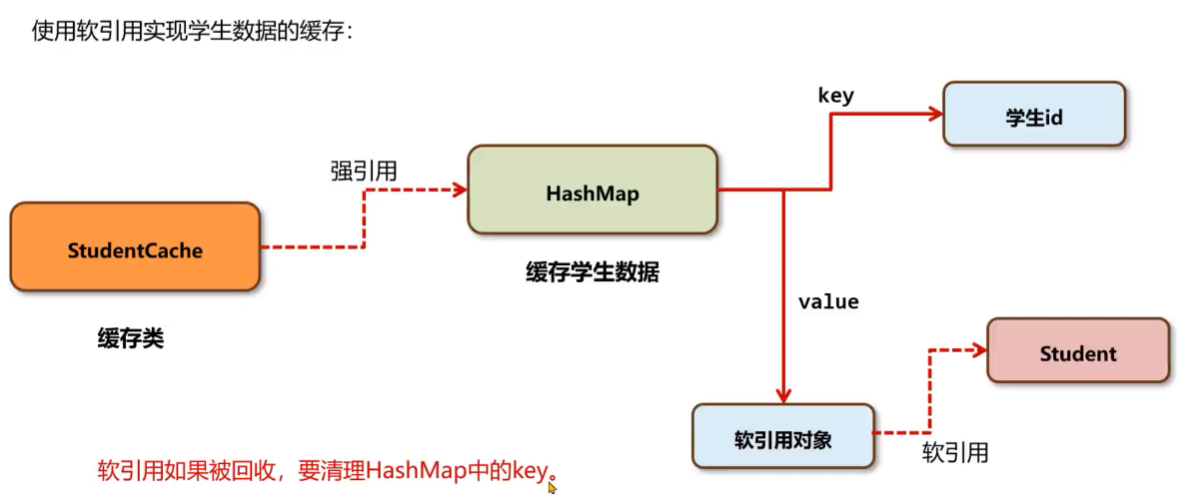 使用软引用实现学生数据的缓存：
key
学生id
强引用
HashMap
StudentCache
缓存学生数据
value
缓存类
Student
软引用对象
软引用
软引用如果被回收，要清理HashMap中的key。